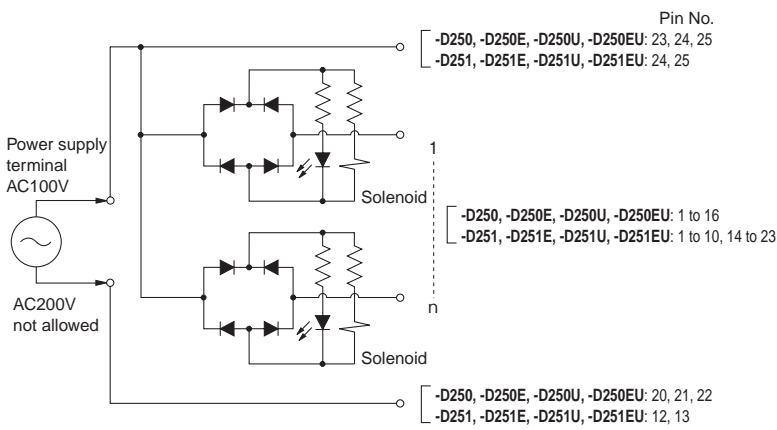 Pin No.
-D250, -D250E, -D250U, -D250EU: 23, 24, 25
-D251, -D251E, -D251U, -D251EU: 24, 25
Power supply
terminal
AC100V
1
Solenoid
-D250, -D250E, -D250U, -D250EU: 1 to 16
-D251, -D251E, -D251U, -D251EU: 1 to 10, 14 to 23
AC200V
not allowed
n
Solenoid
-D250, -D250E, -D250U, -D250EU: 20, 21, 22
-D251, -D251E, -D251U, -D251EU: 12, 13